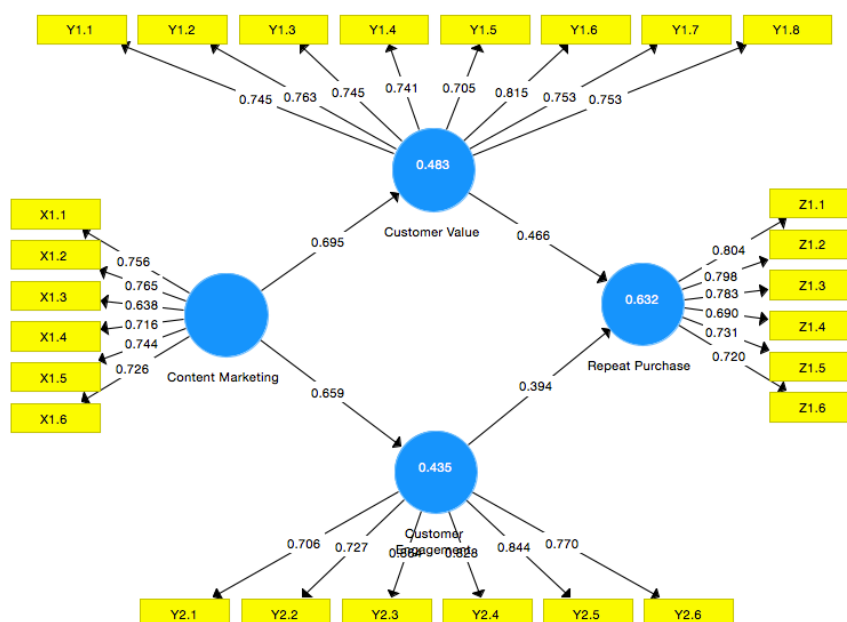 Y1.1 Y1.2 Y1.3 Y1.4 Y1.5 Y1.6 Y1.7 Y1.8
0.745 0.763 0.745 0.741 0.705 0.815 0.753 0.753
0.483
Customer Value
X1.1
X1.2
X1.3
X1.4
X1.5
X1.6
0.756
0.765
0.638
0.716
0.744
0.726
Content Marketing
0.695
0.659
0.466
0.394
0.632
Repeat Purchase
0.804
0.798
0.783
0.690
0.731
0.720
Z1.1
Z1.2
Z1.3
Z1.4
Z1.5
Z1.6
0.435
Customer
Engagement
0.706 0.727 0.844 0.770
Y2.1 Y2.2 Y2.3 Y2.4 Y2.5 Y2.6